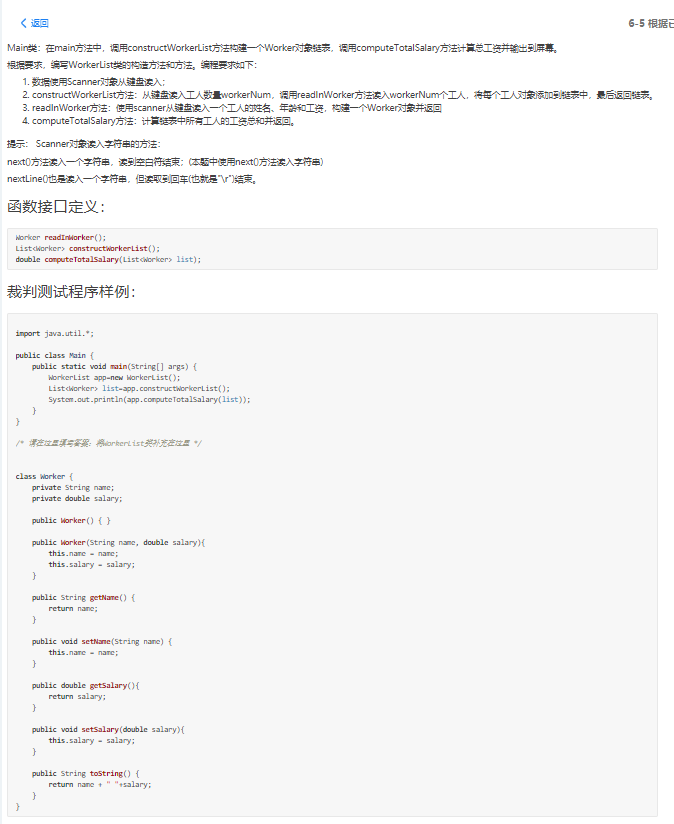 返回
6-5 根据已
Main类：在main方法中，调用constructWorkerList方法构建一个Worker对象链表，调用computeTotalSalary方法计算总工资并输出到屏幕。
根据要求，编写WorkerList类的构造方法和方法。编程要求如下：
1. 数据使用Scanner对象从键盘读入；
2. constructWorkerList方法：从键盘读入工人数量workerNum，调用readInWorker方法读入workerNum个工人，将每个工人对象添加到链表中，最后返回链表。
3. readInWorker方法：使用scanner从键盘读入一个工人的姓名、年龄和工资，构建一个Worker对象并返回
4. computeTotalSalary方法：计算链表中所有工人的工资总和并返回。
提示： Scanner对象读入字符串的方法：
next()方法读入一个字符串，读到空白符结束；(本题中使用next()方法读入字符串)
nextLine()也是读入一个字符串，但读取到回车(也就是"\r")结束。
函数接口定义：
Worker readInWorker();
List<Worker> constructWorkerList();
double computeTotalSalary(List<Worker> list);
裁判测试程序样例：
import java.util.*;
public class Main {
public static void main(String[] args) {
WorkerList app=new WorkerList();
List<Worker> list=app.constructWorkerList();
System.out.println(app.computeTotalSalary(list));
}
}
/* 请在这里填写答案：将WorkerList类补充在这里 */
class Worker {
private String name;
private double salary;
public Worker() { }
public Worker(String name, double salary){
this.name = name;
this.salary = salary;
}
public String getName() {
return name;
}
public void setName(String name) {
this.name = name;
}
public double getSalary(){
return salary;
}
public void setSalary(double salary){
this.salary = salary;
}
public String toString() {
return name + " "+salary;
}
}